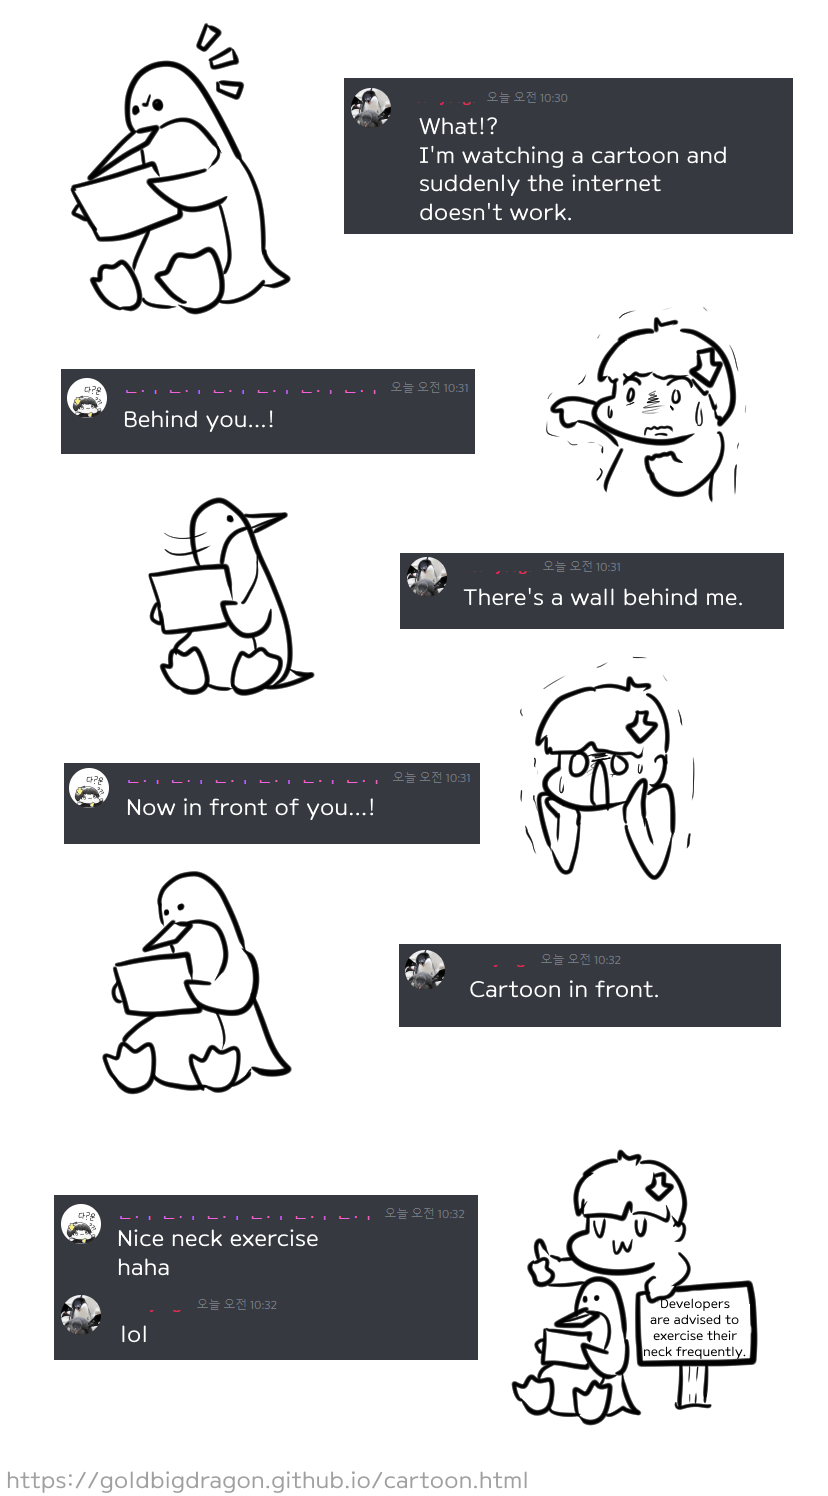 오늘 오전 10:30
What!?
I'm watching a cartoon and
suddenly the internet
doesn't work.
오늘 오전 10:31
Behind you...!
오늘 오전 10:31
There's a wall behind me.
오늘 오전 10:31
Now in front of you...!
오늘 오전 10:32
Cartoon in front.
오늘 오전 10:32
Nice neck exercise
haha
오늘 오전 10:32
lol
Developers
are advised to
exercise their
neck frequently.
https://goldbigdragon.github.io/cartoon.html